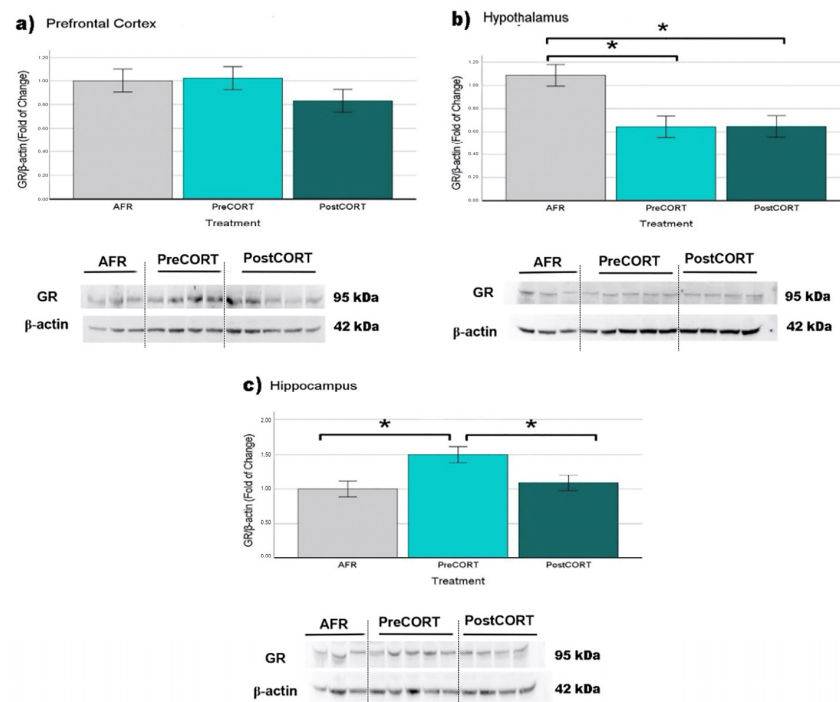 a) Prefrontal Cortex
GR/β-actin (Fold of Change)
1.20
1.00
0.80
0.60
0.40
0.20
0.00
AFR PreCORT PostCORT
Treatment
AFR PreCORT PostCORT
GR 95 kDa
β-actin 42 kDa
b) Hypothalamus
* 
*
GR/β-actin (Fold of Change)
1.20
1.00
0.80
0.60
0.40
0.20
0.00
AFR PreCORT PostCORT
Treatment
AFR PreCORT PostCORT
GR 95 kDa
β-actin 42 kDa
c) Hippocampus
* *
GR/β-actin (Fold of Change)
2.00
1.50
1.00
0.50
0.00
AFR PreCORT PostCORT
Treatment
AFR PreCORT PostCORT
GR 95 kDa
β-actin 42 kDa